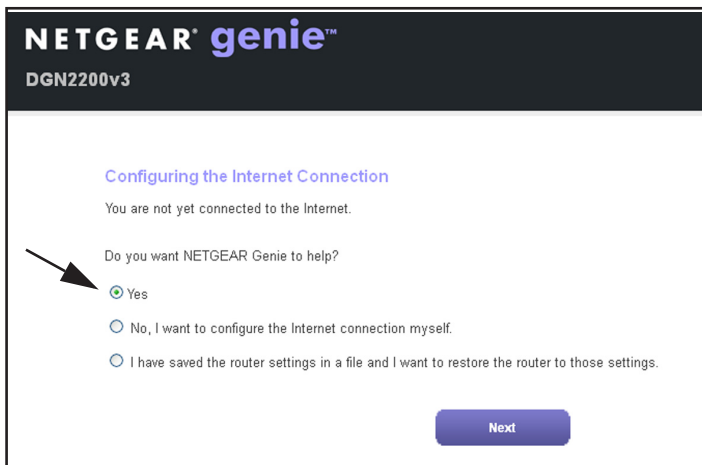 NETGEAR® genie™
DGN2200v3
Configuring the Internet Connection
You are not yet connected to the Internet.
Do you want NETGEAR Genie to help?
Yes
No, I want to configure the Internet connection myself.
I have saved the router settings in a file and I want to restore the router to those settings.
Next